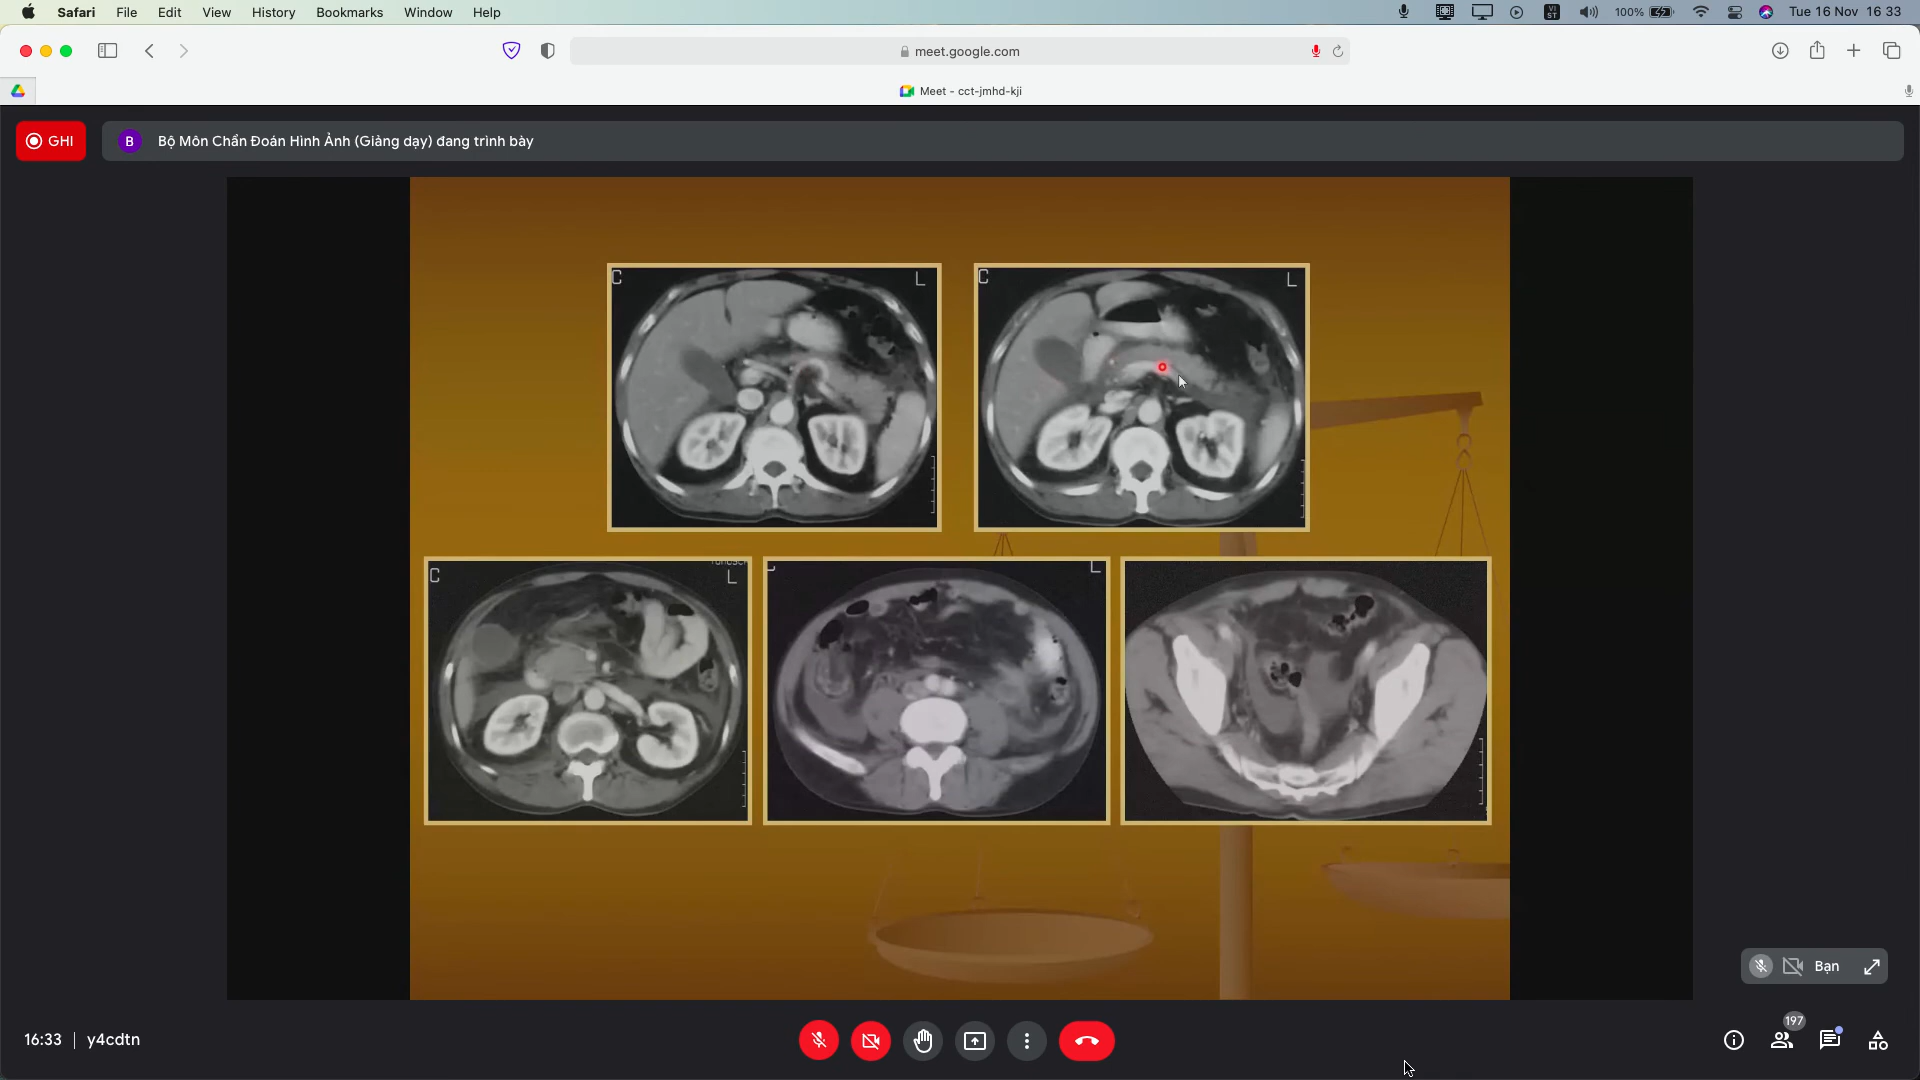 Safari File Edit View History Bookmarks Window Help VI ST 100% Tue 16 Nov 16 33
meet.google.com
Meet - cct-jmhd-kji
GHI B Bộ Môn Chẩn Đoán Hình Ảnh (Giảng dạy) đang trình bày
C L C L
C L L
Bạn
16:33 | y4cdtn
197